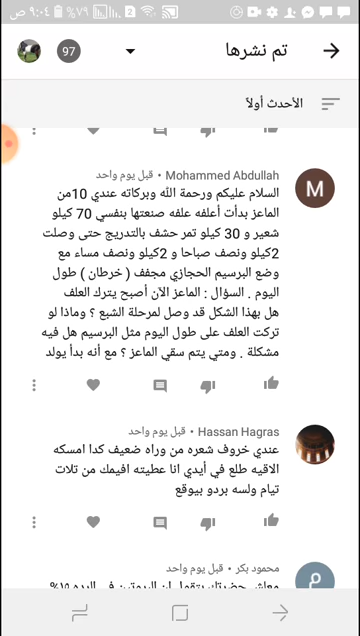 ٩:٠٤ ص
٧٩%
تم نشرها
97
الأحدث أولاً
Mohammed Abdullah • قبل يوم واحد
السلام عليكم ورحمة الله وبركاته عندي 10من
الماعز بدأت أعلفه علفه صنعتها بنفسي 70 كيلو
شعير و 30 كيلو تمر حشف بالتدريج حتى وصلت
2كيلو ونصف صباحا و 2كيلو ونصف مساء مع
وضع البرسيم الحجازي مجفف ( خرطان ) طول
اليوم . السؤال : الماعز الآن أصبح يترك العلف
هل بهذا الشكل قد وصل لمرحلة الشبع ؟ وماذا لو
تركت العلف على طول اليوم مثل البرسيم هل فيه
مشكلة . ومتي يتم سقي الماعز ؟ مع أنه بدأ يولد
M
Hassan Hagras • قبل يوم واحد
عندي خروف شعره من وراه ضعيف كدا امسكه
الاقيه طلع في أيدي انا عطيته افيمك من تلات
تيام ولسه بردو بيوقع
محمود بكر • قبل يوم واحد
م